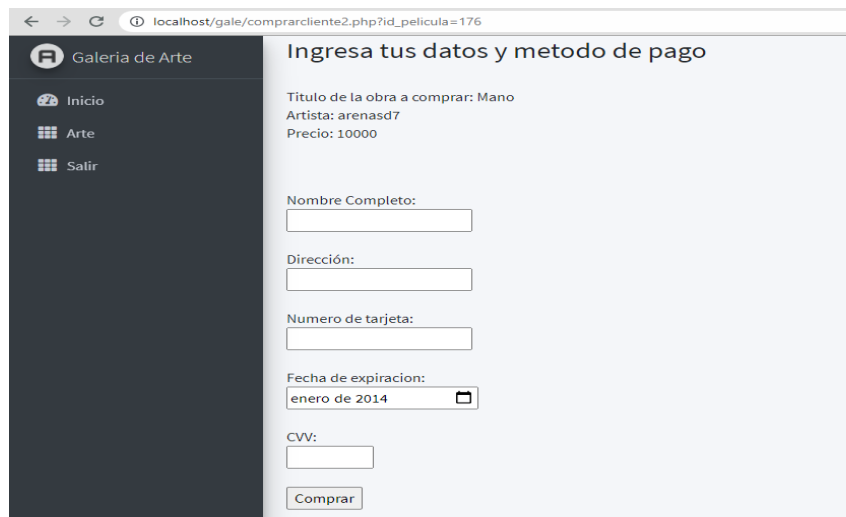 localhost/gale/comprarcliente2.php?id_pelicula=176
Galeria de Arte
Inicio
Arte
Salir
Ingresa tus datos y metodo de pago
Titulo de la obra a comprar: Mano
Artista: arenasd7
Precio: 10000
Nombre Completo:
Dirección:
Numero de tarjeta:
Fecha de expiracion:
enero de 2014
CVV:
Comprar